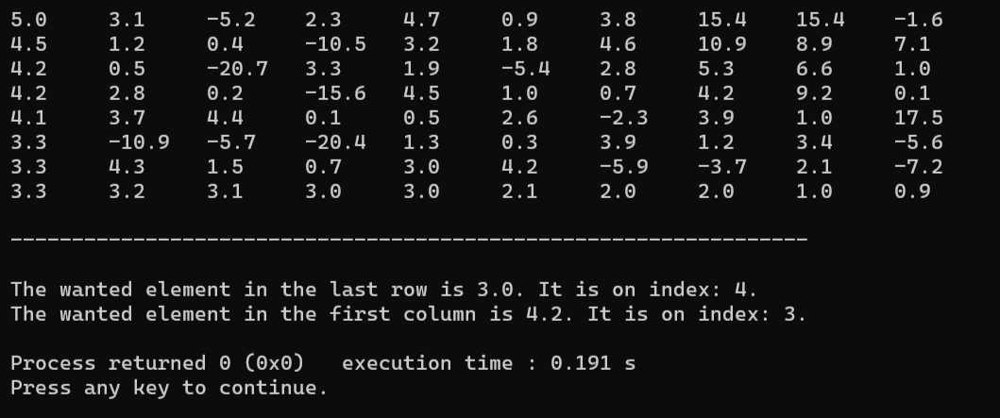 5.0 3.1 -5.2 2.3 4.7 0.9 3.8 15.4 15.4 -1.6
4.5 1.2 0.4 -10.5 3.2 1.8 4.6 10.9 8.9 7.1
4.2 0.5 -20.7 3.3 1.9 -5.4 2.8 5.3 6.6 1.0
4.2 2.8 0.2 -15.6 4.5 1.0 0.7 4.2 9.2 0.1
4.1 3.7 4.4 0.1 0.5 2.6 -2.3 3.9 1.0 17.5
3.3 -10.9 -5.7 -20.4 1.3 0.3 3.9 1.2 3.4 -5.6
3.3 4.3 1.5 0.7 3.0 4.2 -5.9 -3.7 2.1 -7.2
3.3 3.2 3.1 3.0 3.0 2.1 2.0 2.0 1.0 0.9
-----------------------------------------------------------------
The wanted element in the last row is 3.0. It is on index: 4.
The wanted element in the first column is 4.2. It is on index: 3.
Process returned 0 (0x0)   execution time : 0.191 s
Press any key to continue.